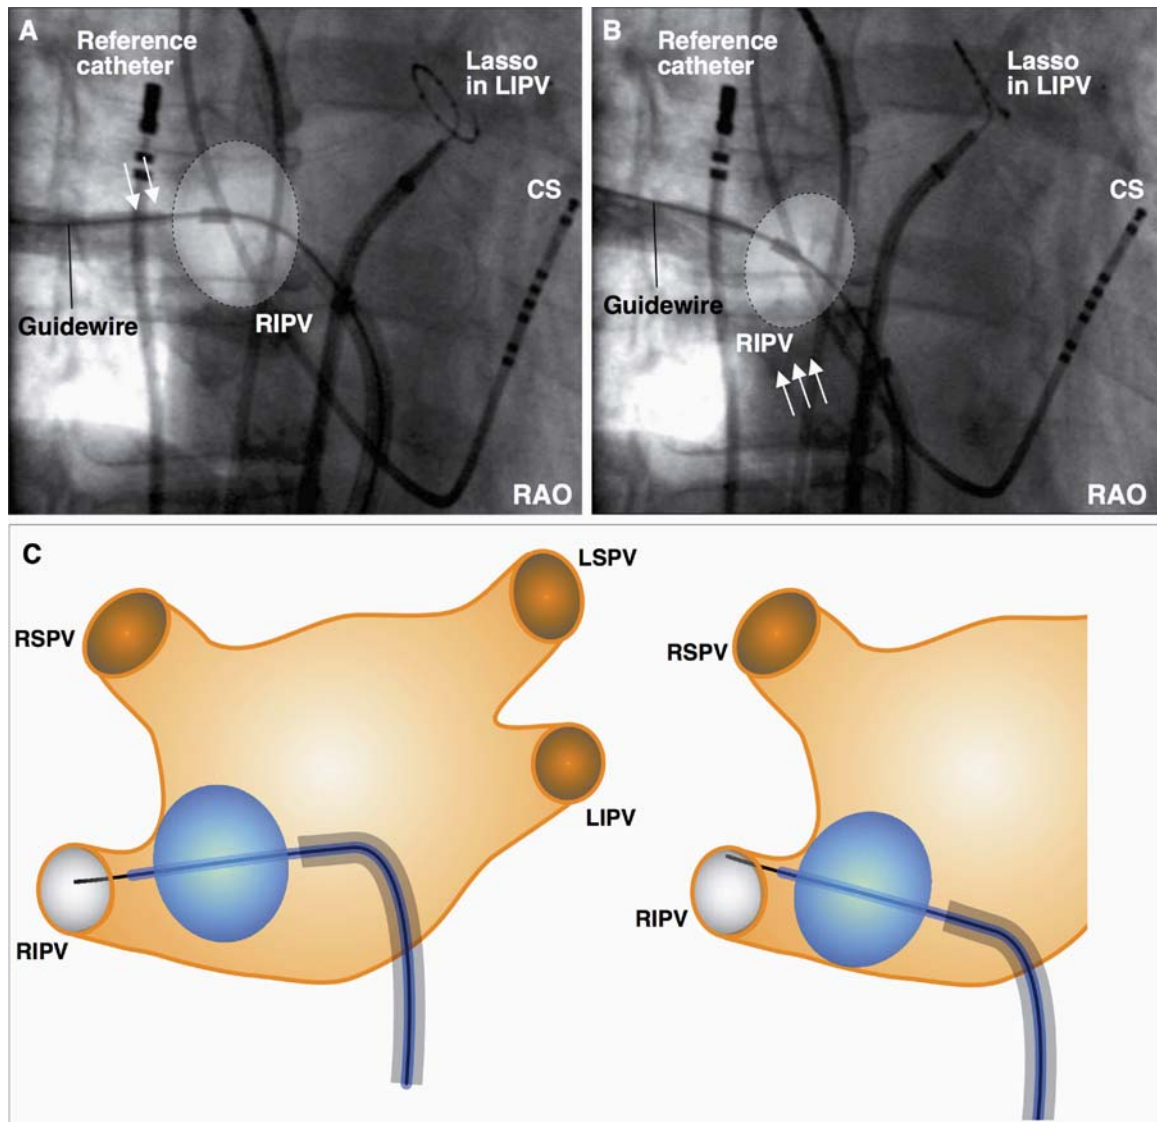 A
Reference
catheter
Lasso
in LIPV
CS
Guidewire
RIPV
RAO
B
Reference
catheter
Lasso
in LIPV
CS
Guidewire
RIPV
RAO
C
LSPV
RSPV
LIPV
RIPV
RSPV
RIPV